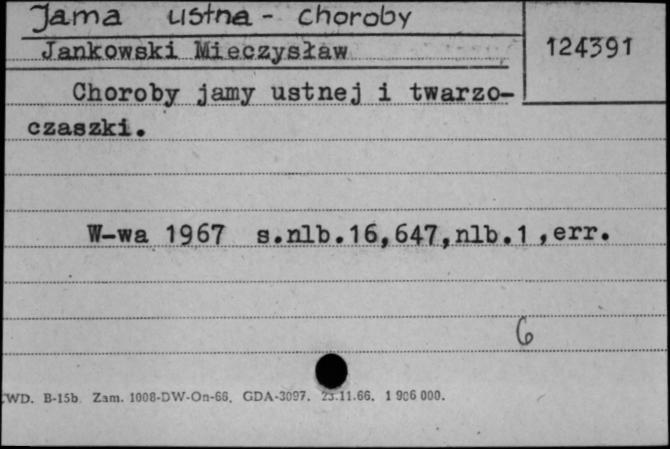 Jama ustna - choroby
Jankowski Mieczysław
124391
Choroby jamy ustnej i twarzo-
czaszki.
W-wa 1967 s.nlb.16,647,nlb.1,err.
6
WD. B-15b. Zam. 1008-DW-On-66. GDA-3097. 23.11.66. 1 906 000.